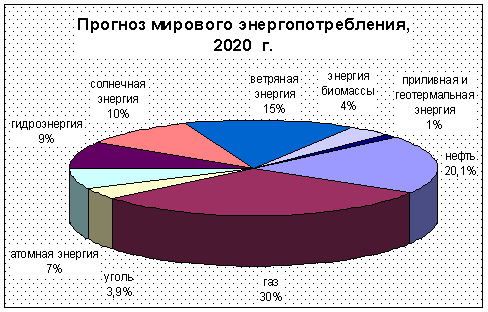 Прогноз мирового энергопотребления,
2020 г.
солнечная
энергия
10%
ветряная
энергия
15%
энергия
биомассы
4%
приливная и
геотермальная
энергия
1%
гидроэнергия
9%
нефть
20,1%
атомная энергия
7%
уголь
3,9%
газ
30%